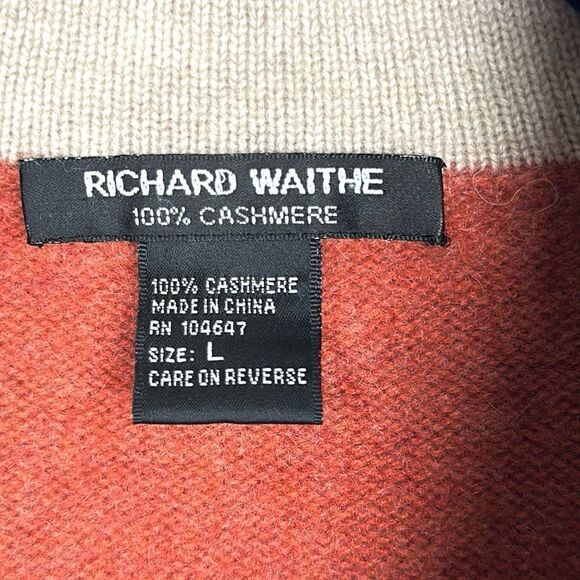 RICHARD WAITHE
100% CASHMERE
100% CASHMERE
MADE IN CHINA
RN 104647
SIZE: L
CARE ON REVERSE